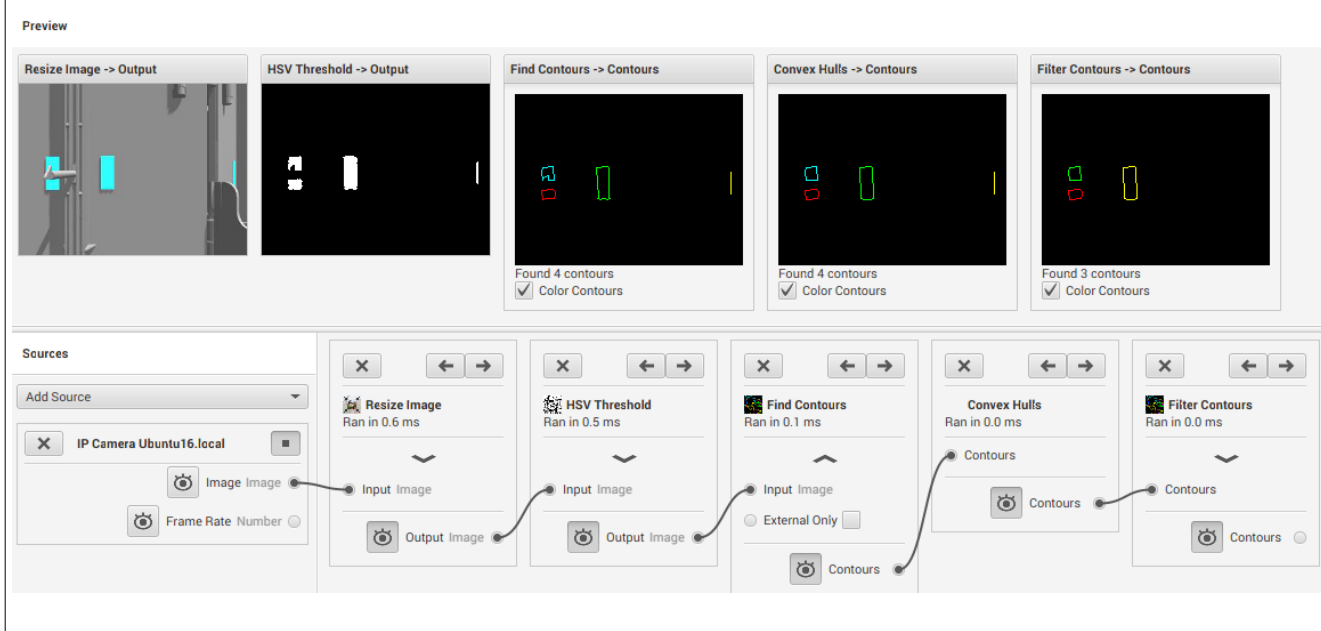 Preview
Resize Image -> Output
HSV Threshold -> Output
Find Contours -> Contours
Convex Hulls -> Contours
Filter Contours -> Contours
Found 4 contours
Color Contours
Found 4 contours
Color Contours
Found 3 contours
Color Contours
Sources
Add Source
IP Camera Ubuntu16.local
Image Image
Frame Rate Number
Resize Image
Ran in 0.6 ms
Input Image
Output Image
HSV Threshold
Ran in 0.5 ms
Input Image
Output Image
Find Contours
Ran in 0.1 ms
Input Image
External Only
Contours
Convex Hulls
Ran in 0.0 ms
Contours
Contours
Filter Contours
Ran in 0.0 ms
Contours
Contours